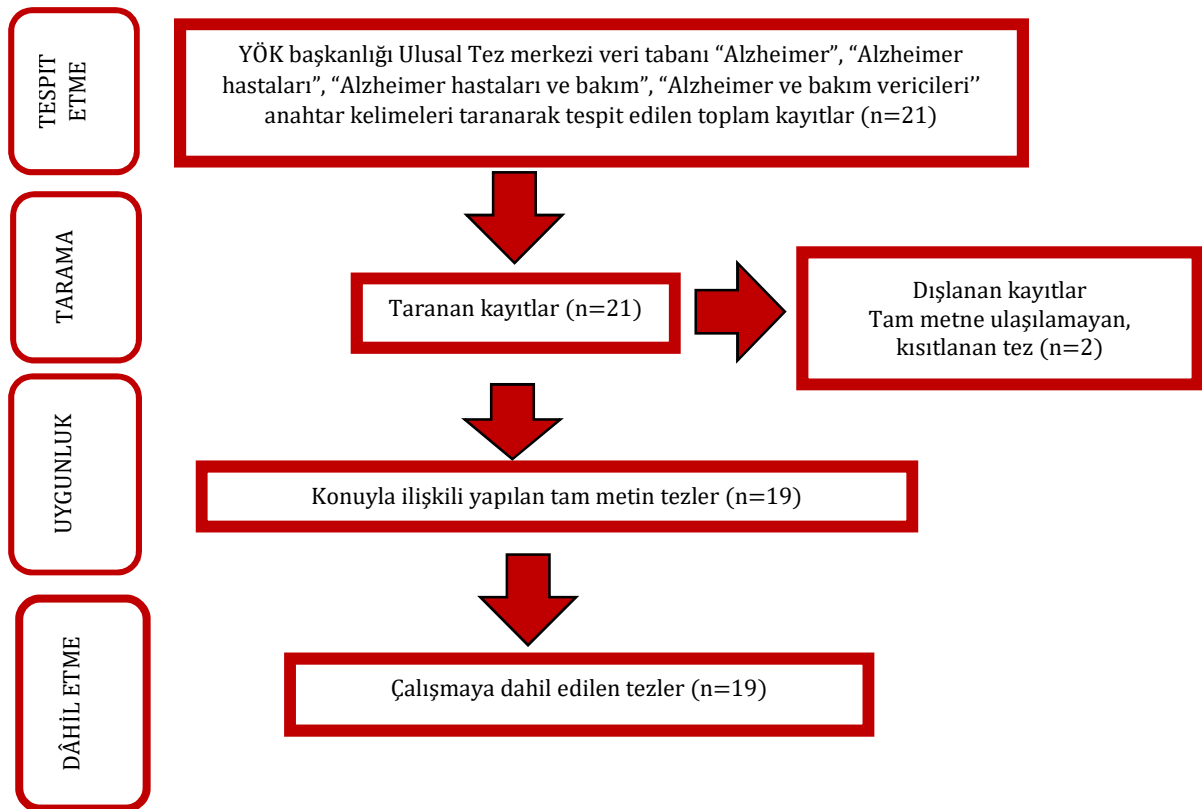 TESPIT
ETME
YÖK başkanlığı Ulusal Tez merkezi veri tabanı “Alzheimer”, “Alzheimer
hastaları”, “Alzheimer hastaları ve bakım”, “Alzheimer ve bakım vericileri’’
anahtar kelimeleri taranarak tespit edilen toplam kayıtlar (n=21)
TARAMA
Taranan kayıtlar (n=21)
Dışlanan kayıtlar
Tam metne ulaşılamayan,
kısıtlanan tez (n=2)
UYGUNLUK
Konuyla ilişkili yapılan tam metin tezler (n=19)
DÂHİL ETME
Çalışmaya dahil edilen tezler (n=19)